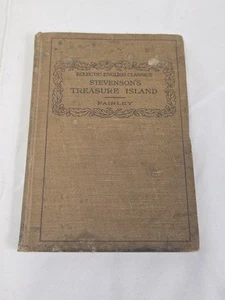 ECLECTIC ENGLISH CLASSICS
STEVENSON'S
TREASURE ISLAND
FAIRLEY